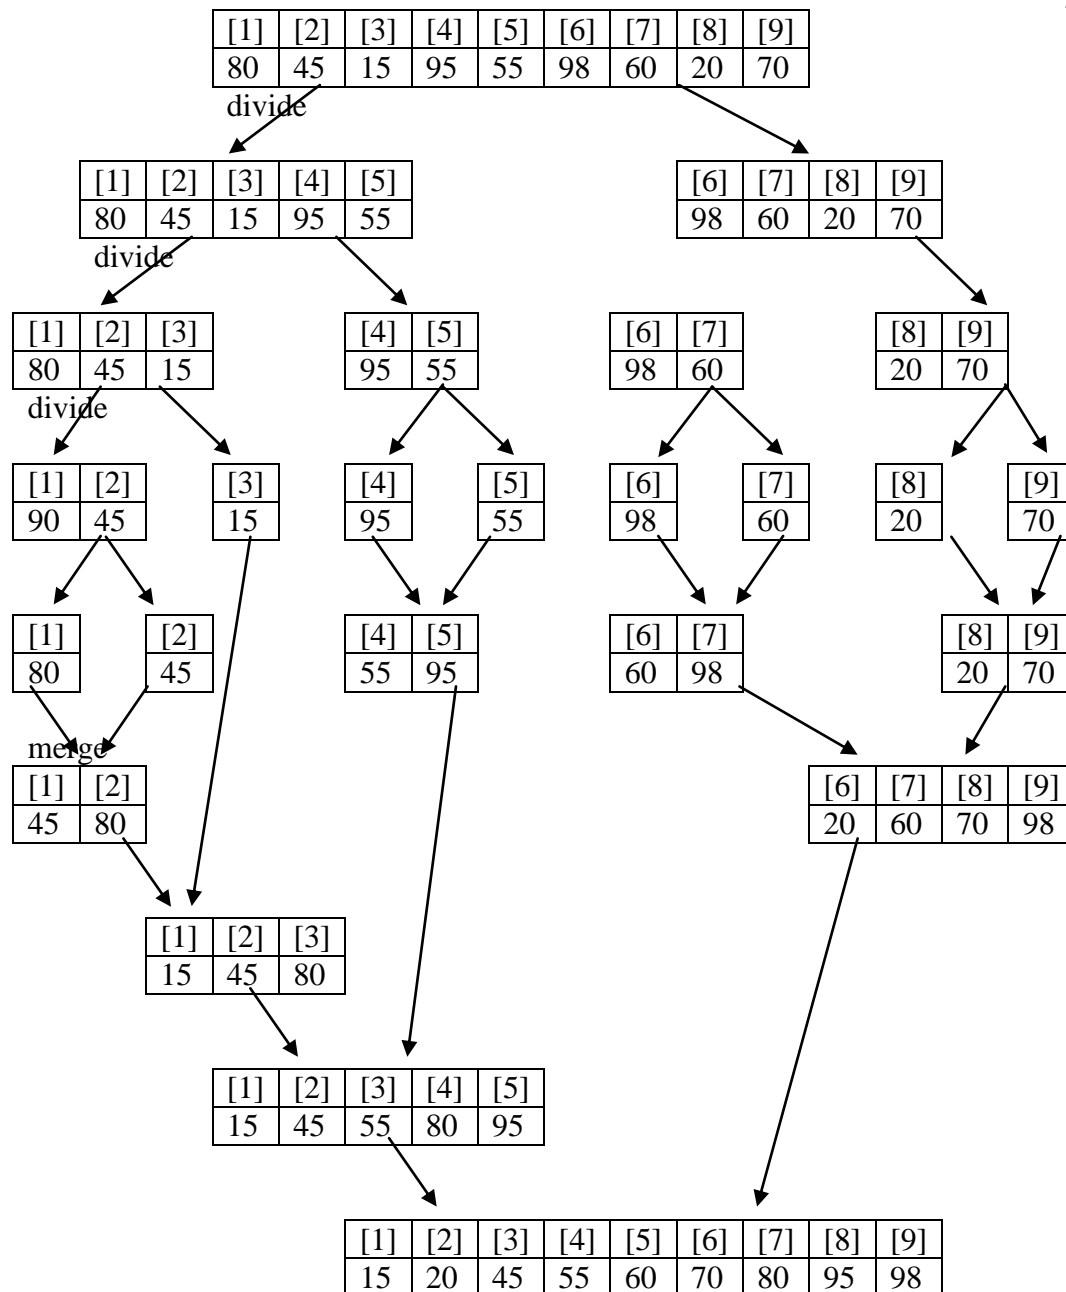 [1] [2] [3] [4] [5] [6] [7] [8] [9]
80 45 15 95 55 98 60 20 70
divide
[1] [2] [3] [4] [5] [6] [7] [8] [9]
80 45 15 95 55 98 60 20 70
divide
[1] [2] [3] [4] [5] [6] [7] [8] [9]
80 45 15 95 55 98 60 20 70
divide
[1] [2] [3] [4] [5] [6] [7] [8] [9]
90 45 15 95 55 98 60 20 70
[1] [2] [4] [5] [6] [7] [8] [9]
80 45 55 95 60 98 20 70
merge
[1] [2] [6] [7] [8] [9]
45 80 20 60 70 98
[1] [2] [3]
15 45 80
[1] [2] [3] [4] [5]
15 45 55 80 95
[1] [2] [3] [4] [5] [6] [7] [8] [9]
15 20 45 55 60 70 80 95 98